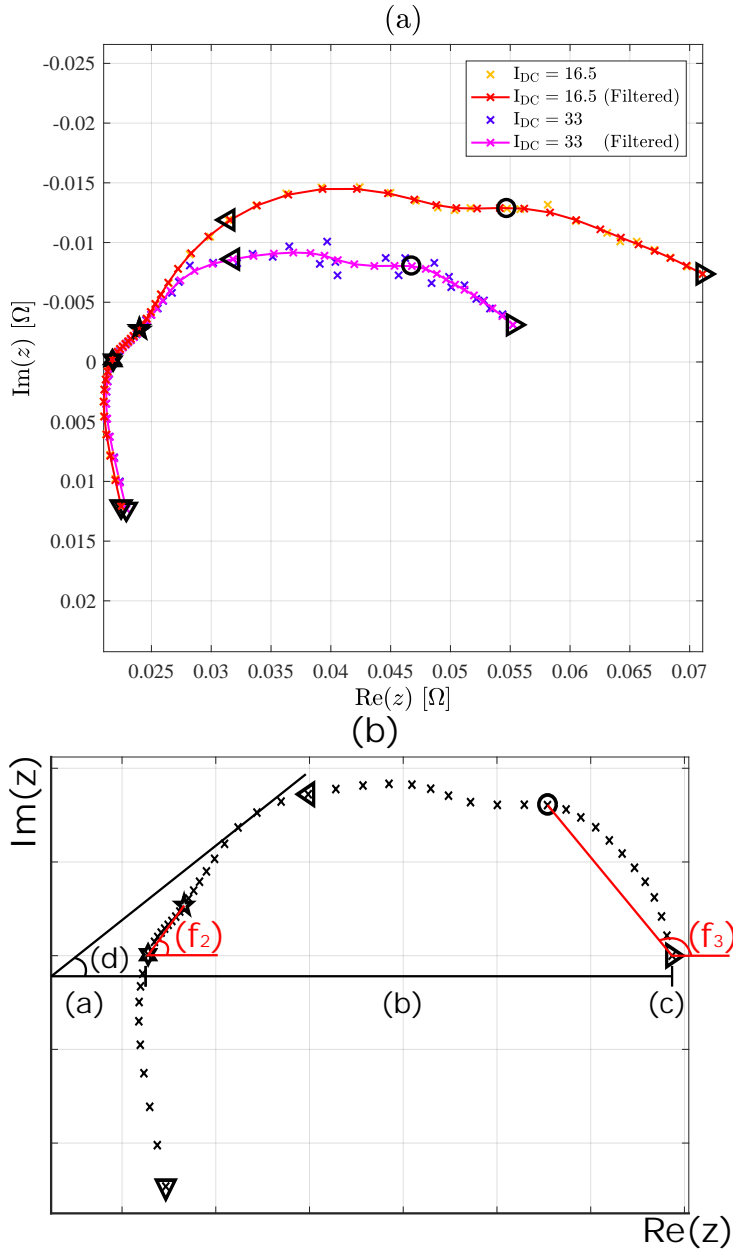 (a)
I_DC = 16.5
I_DC = 16.5 (Filtered)
I_DC = 33
I_DC = 33 (Filtered)
-0.025
-0.02
-0.015
-0.01
-0.005
0
0.005
0.01
0.015
0.02
Im(z) [Ω]
0.025 0.03 0.035 0.04 0.045 0.05 0.055 0.06 0.065 0.07
Re(z) [Ω]
(b)
Im(z)
(f₂)
(f₃)
(d)
(a) (b) (c)
Re(z)